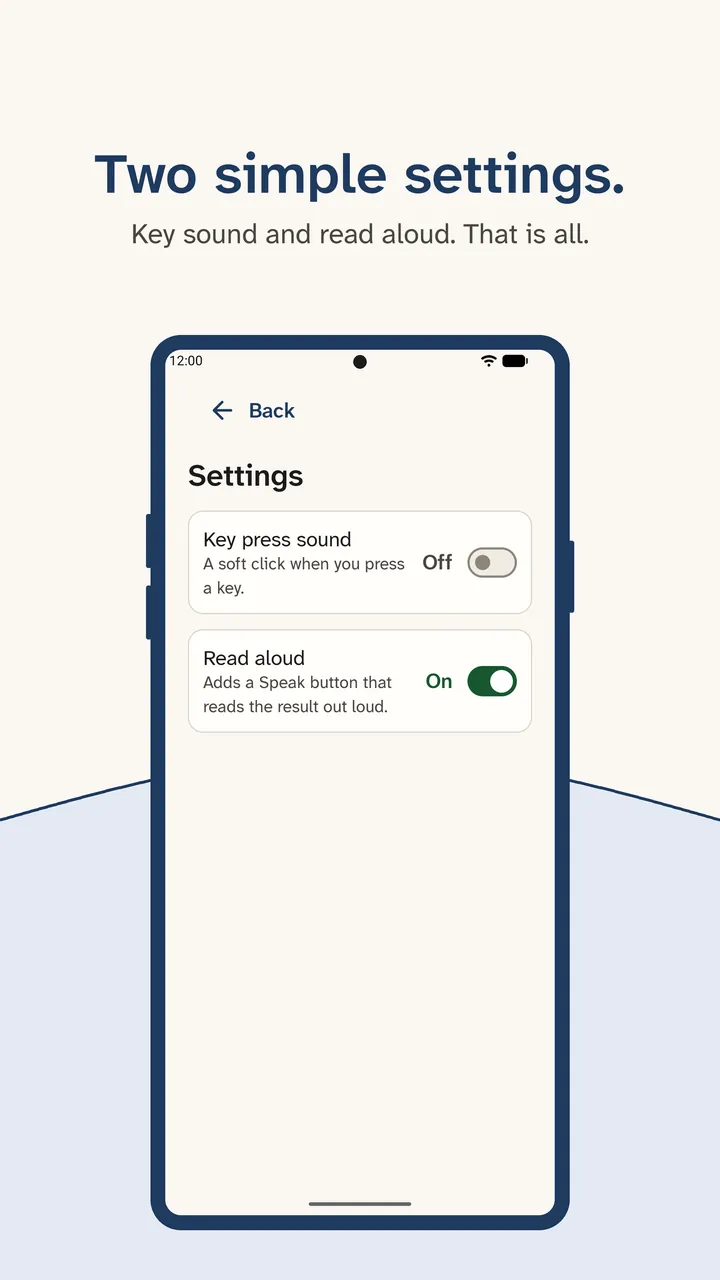 Two simple settings.
Key sound and read aloud. That is all.
12:00
Back
Settings
Key press sound
A soft click when you press
a key.
Off
Read aloud
Adds a Speak button that
reads the result out loud.
On